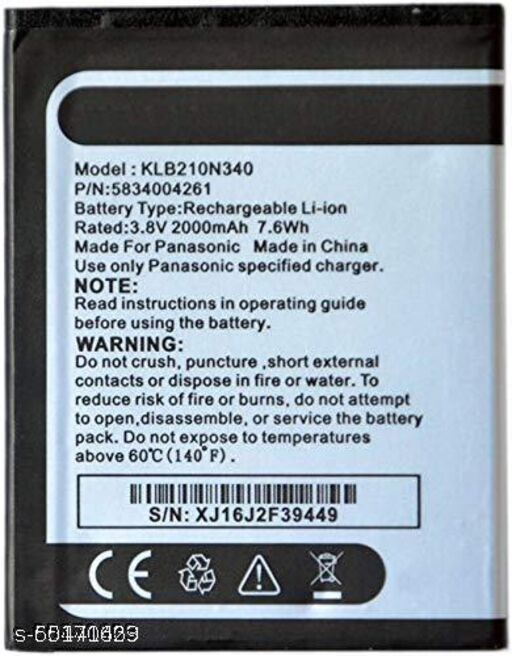 Model : KLB210N340
P/N:5834004261
Battery Type:Rechargeable Li-ion
Rated:3.8V 2000mAh 7.6Wh
Made For Panasonic Made in China
Use only Panasonic specified charger.
NOTE:
Read instructions in operating guide
before using the battery.
WARNING:
Do not crush, puncture ,short external
contacts or dispose in fire or water. To
reduce risk of fire or burns, do not attempt
to open,disassemble, or service the battery
pack. Do not expose to temperatures
above 60℃ (140°F) .
S/N: XJ16J2F39449
CE